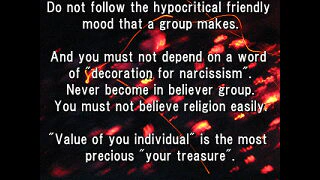 Do not follow the hypocritical friendly
mood that a group makes.
And you must not depend on a word
of "decoration for narcissism".
Never become in believer group.
You must not believe religion easily.
"Value of you individual" is the most
precious "your treasure".